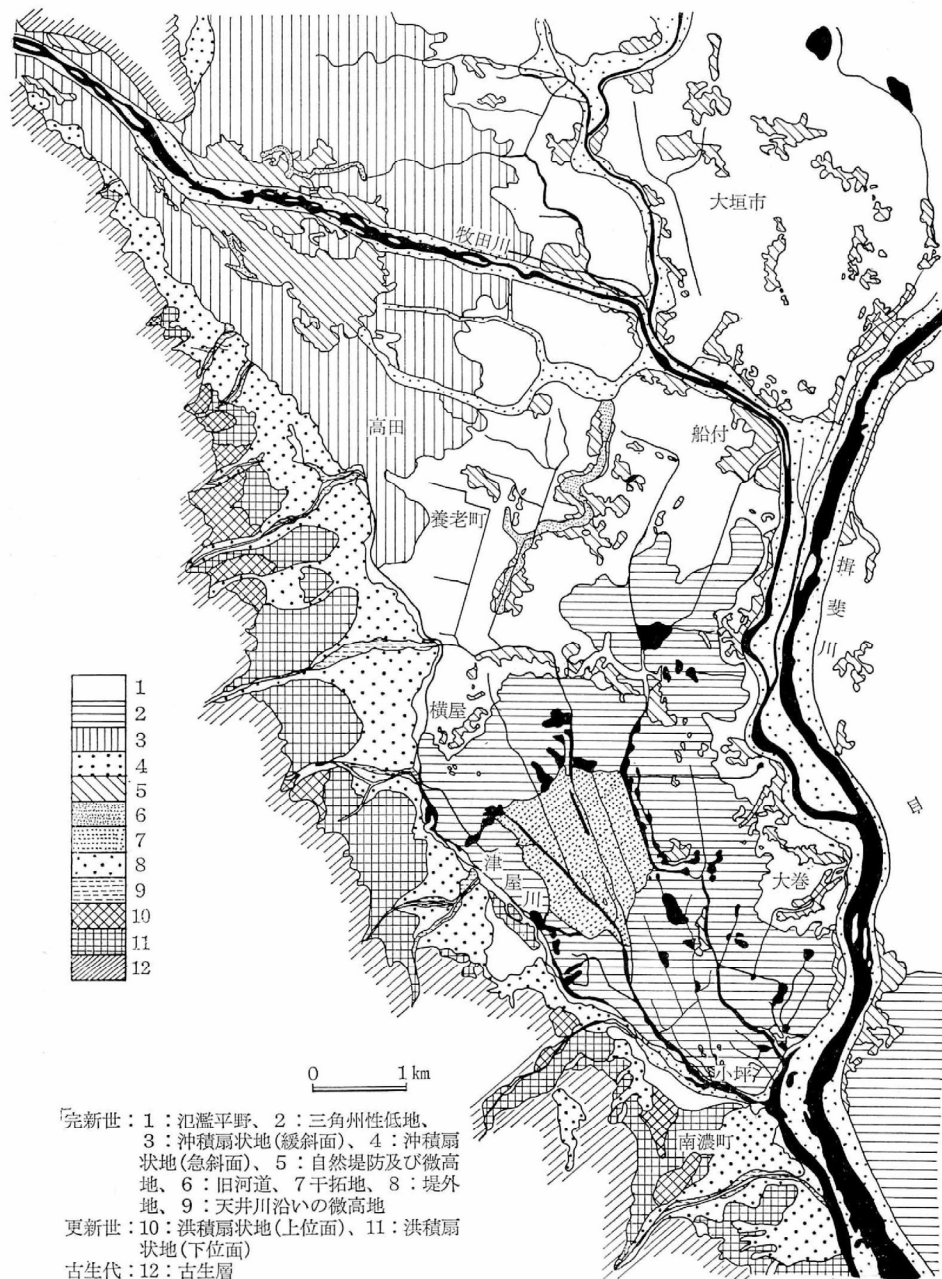 大垣市
牧田川
船付
高田
養老町
揖斐川
横屋
津屋川
大巻
小坪
南濃町
1
2
3
4
5
6
7
8
9
10
11
12
0 1km
完新世:1:氾濫平野、2:三角州性低地、
3:沖積扇状地(緩斜面)、4:沖積扇
状地(急斜面)、5:自然堤防及び微高
地、6:旧河道、7干拓地、8:堤外
地、9:天井川沿いの微高地
更新世:10:洪積扇状地(上位面)、11:洪積扇
状地(下位面)
古生代:12:古生層